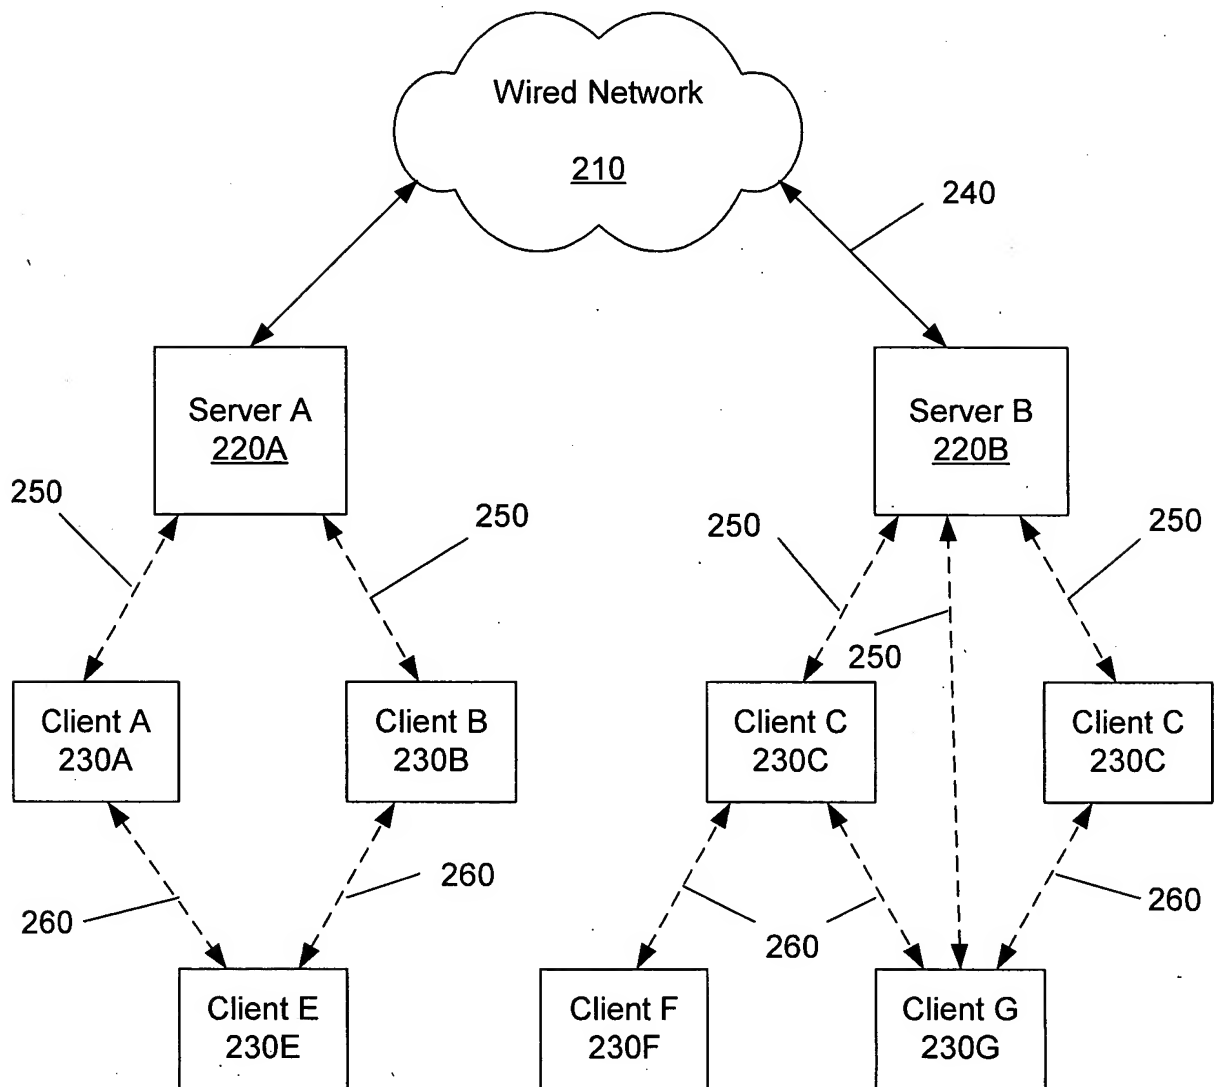 Wired Network
210
240
Server A
220A
Server B
220B
250
250
250
250
250
Client A
230A
Client B
230B
Client C
230C
Client C
230C
260
260
260
260
Client E
230E
Client F
230F
Client G
230G